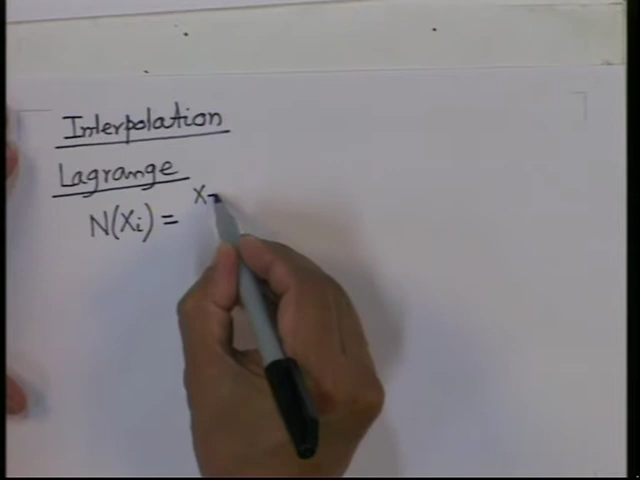 Interpolation
Lagrange
N(Xi) = X-